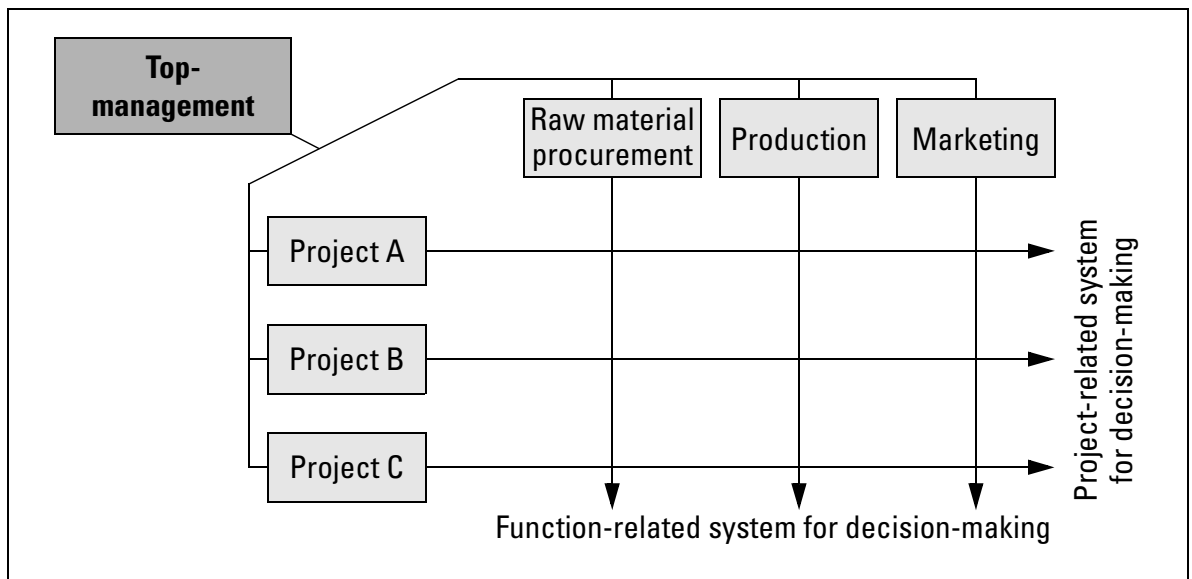 Top-
management
Raw material
procurement
Production
Marketing
Project A
Project B
Project C
Project-related system
for decision-making
Function-related system for decision-making